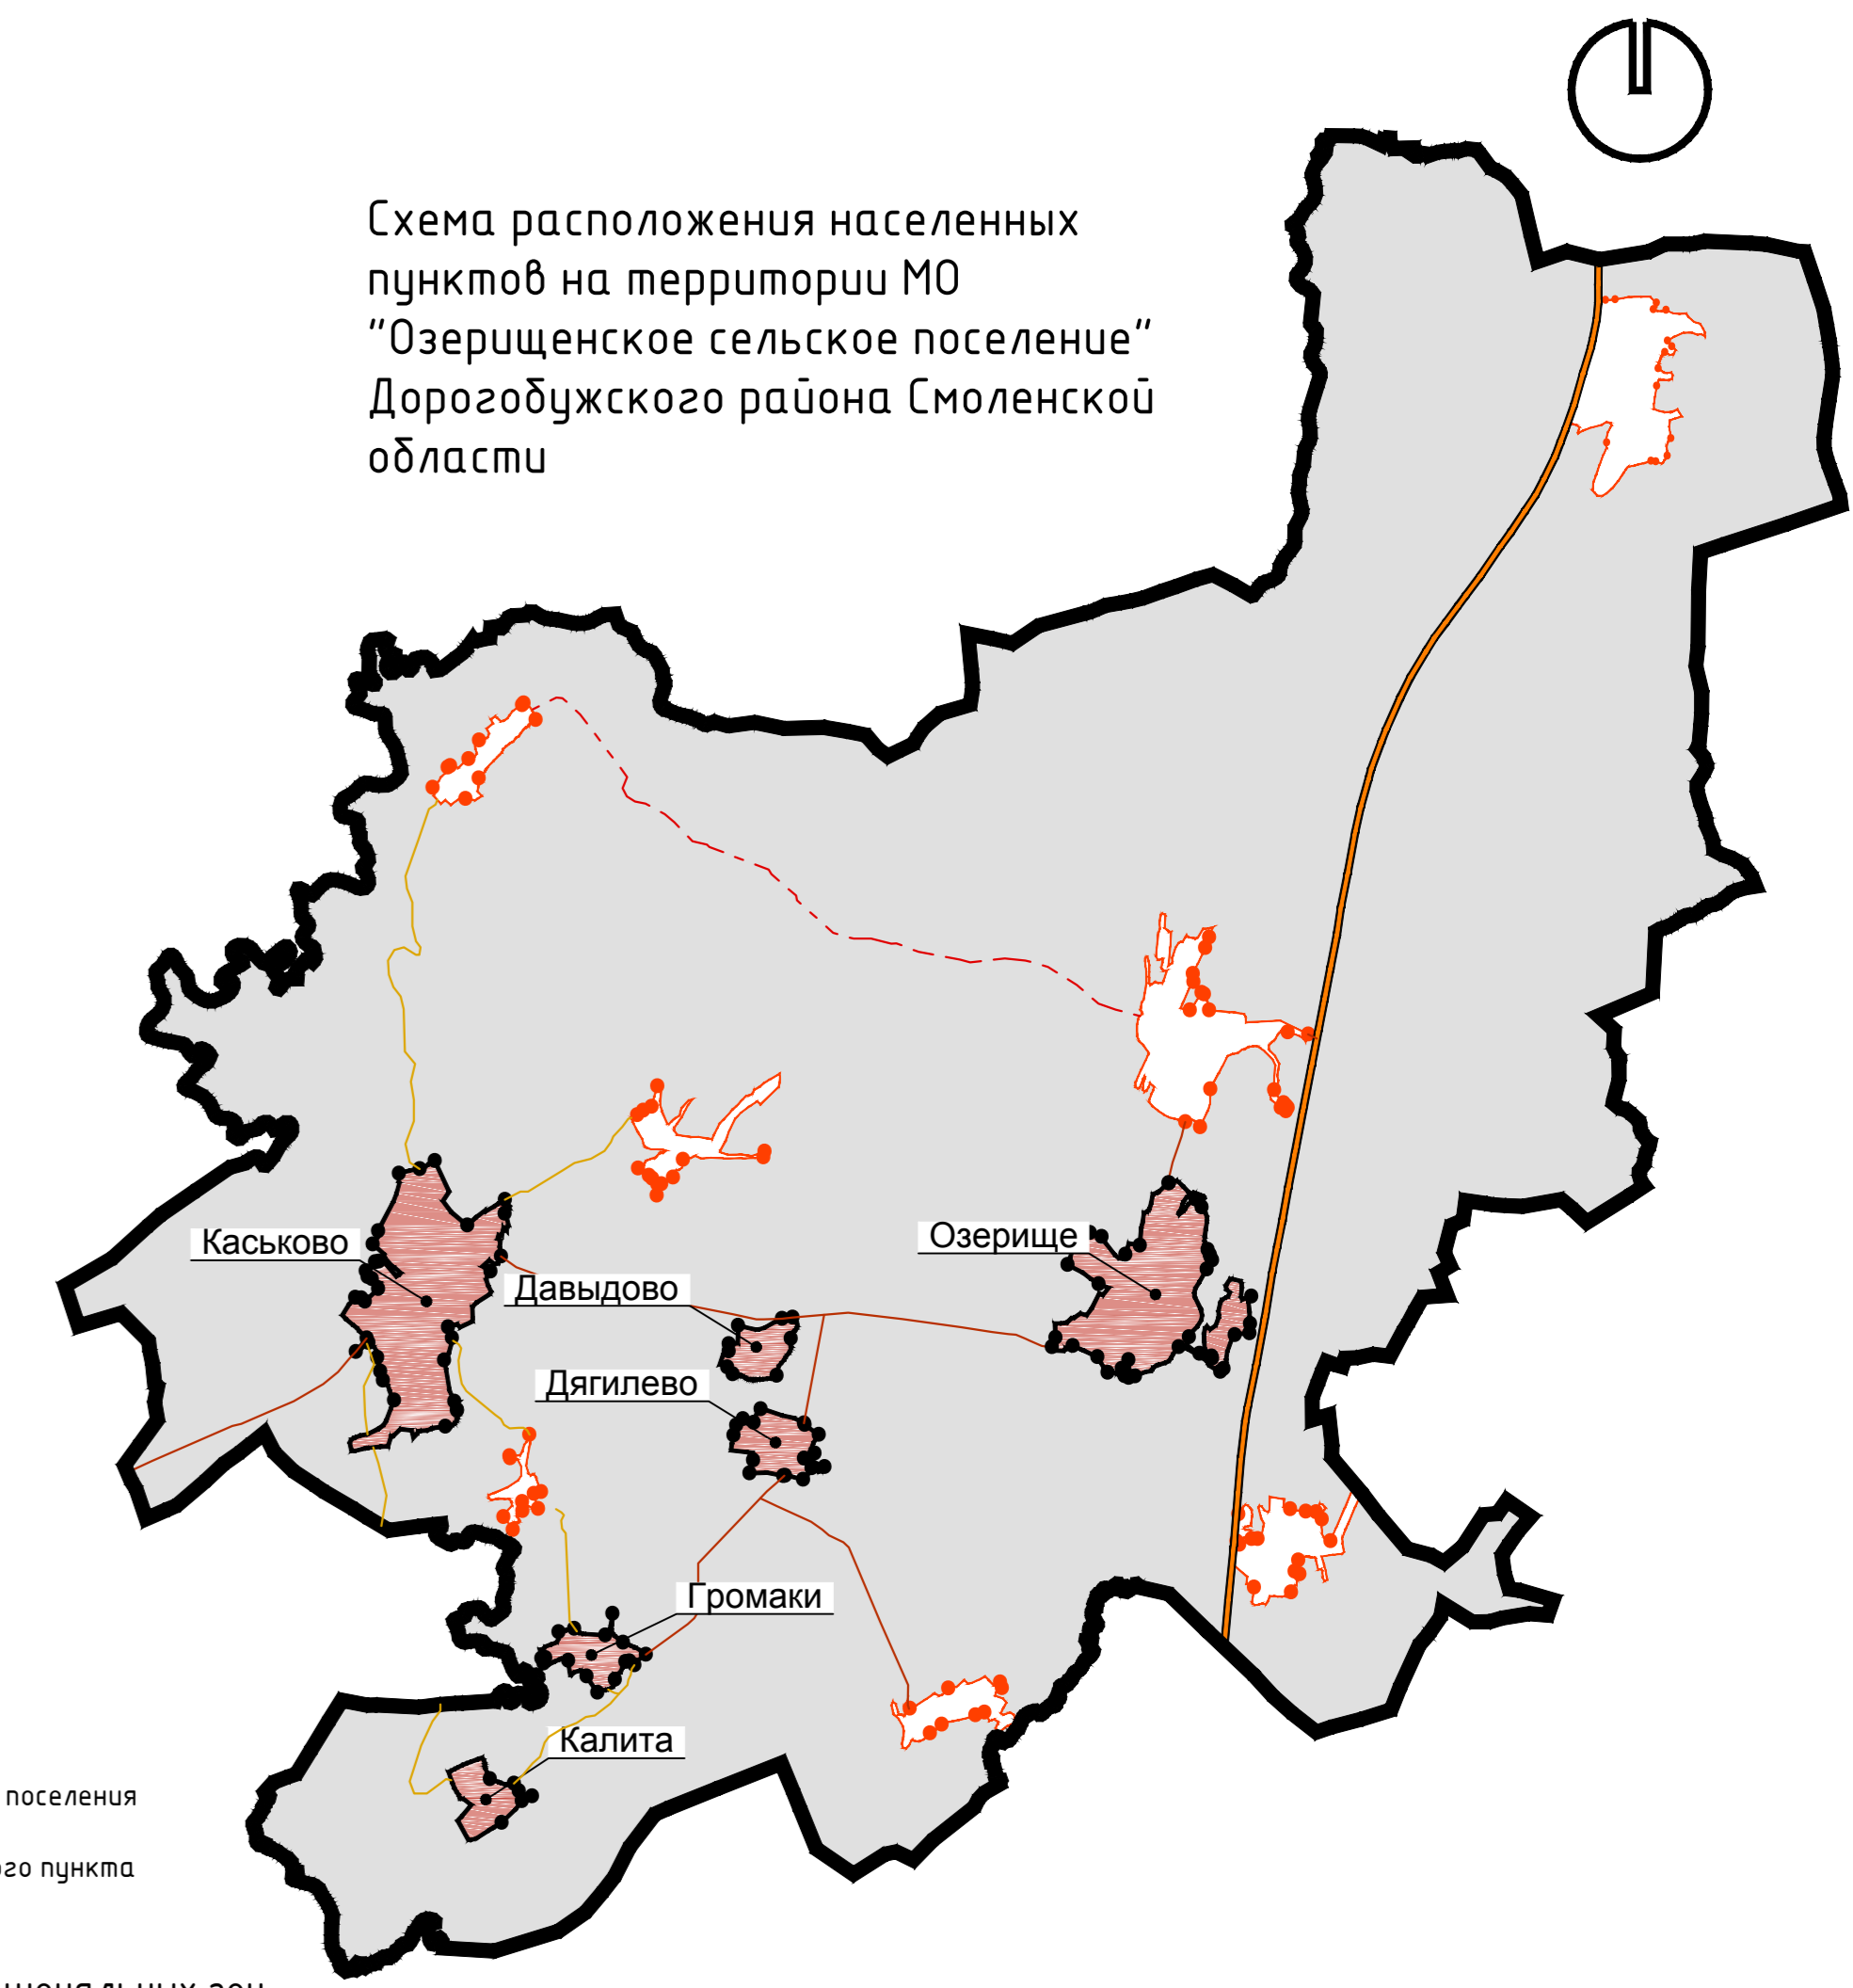 Схема расположения населенных
пунктов на территории МО
"Озерищенское сельское поселение"
Дорогобужского района Смоленской
области
Каськово
Озерище
Давыдово
Дягилево
Громаки
Калита
поселения
пункта